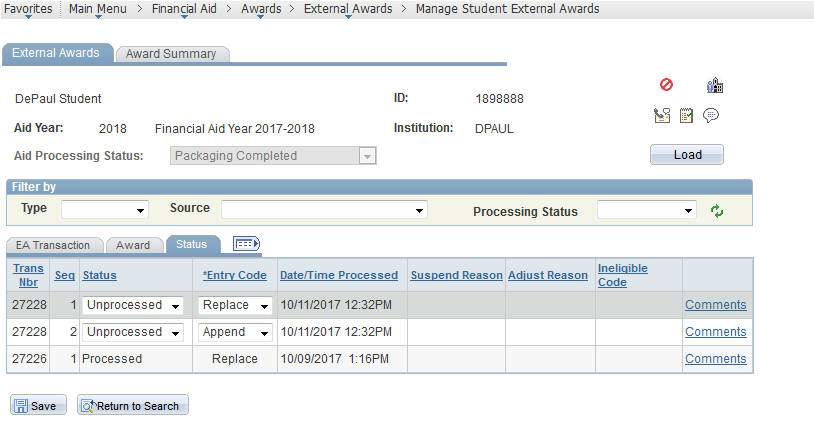 Favorites Main Menu > Financial Aid > Awards > External Awards > Manage Student External Awards
External Awards Award Summary
DePaul Student ID: 1898888
Aid Year: 2018 Financial Aid Year 2017-2018 Institution: DPAUL
Aid Processing Status: Packaging Completed Load
Filter by
Type Source Processing Status
EA Transaction Award Status
Trans Nbr Seq Status *Entry Code Date/Time Processed Suspend Reason Adjust Reason Ineligible Code
27228 1 Unprocessed Replace 10/11/2017 12:32PM Comments
27228 2 Unprocessed Append 10/11/2017 12:32PM Comments
27226 1 Processed Replace 10/09/2017 1:16PM Comments
Save Return to Search